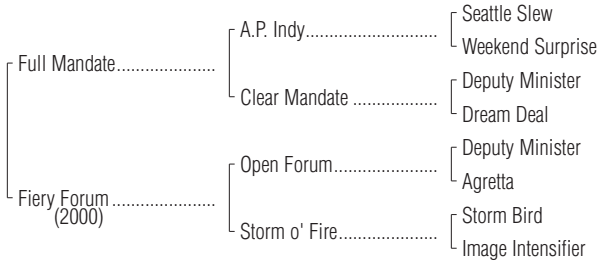 Seattle Slew
A.P. Indy......................
Weekend Surprise
Full Mandate...................
Deputy Minister
Clear Mandate .................
Dream Deal
Deputy Minister
Open Forum.....................
Agretta
Fiery Forum ...................
(2000)
Storm Bird
Storm o' Fire...................
Image Intensifier